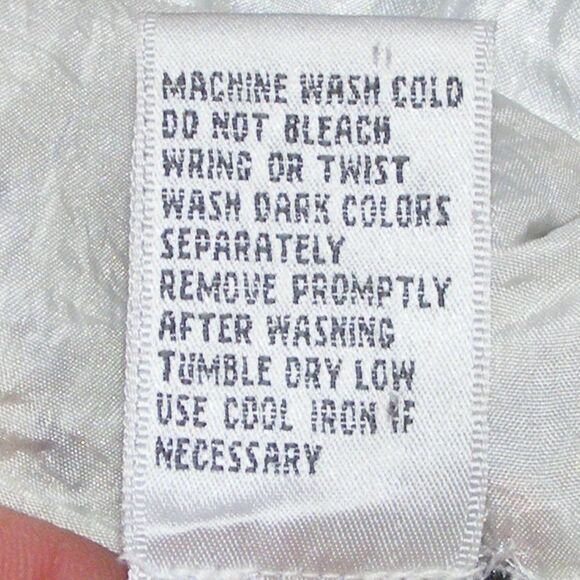 MACHINE WASH COLD
DO NOT BLEACH
WRING OR TWIST
WASH DARK COLORS
SEPARATELY
REMOVE PROMPTLY
AFTER WASHING
TUMBLE DRY LOW
USE COOL IRON IF
NECESSARY